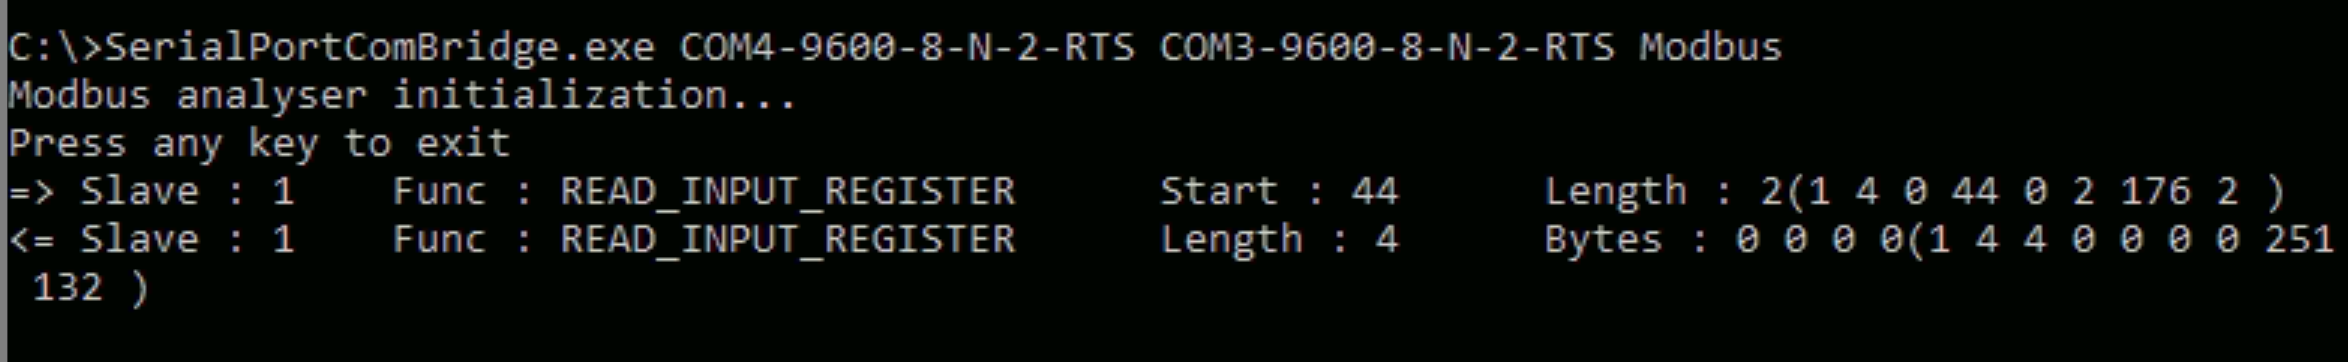 C:\>SerialPortComBridge.exe COM4-9600-8-N-2-RTS COM3-9600-8-N-2-RTS Modbus
Modbus analyser initialization...
Press any key to exit
=> Slave : 1    Func : READ_INPUT_REGISTER      Start : 44      Length : 2(1 4 0 44 0 2 176 2 )
<= Slave : 1    Func : READ_INPUT_REGISTER      Length : 4      Bytes : 0 0 0 0(1 4 4 0 0 0 0 251
 132 )